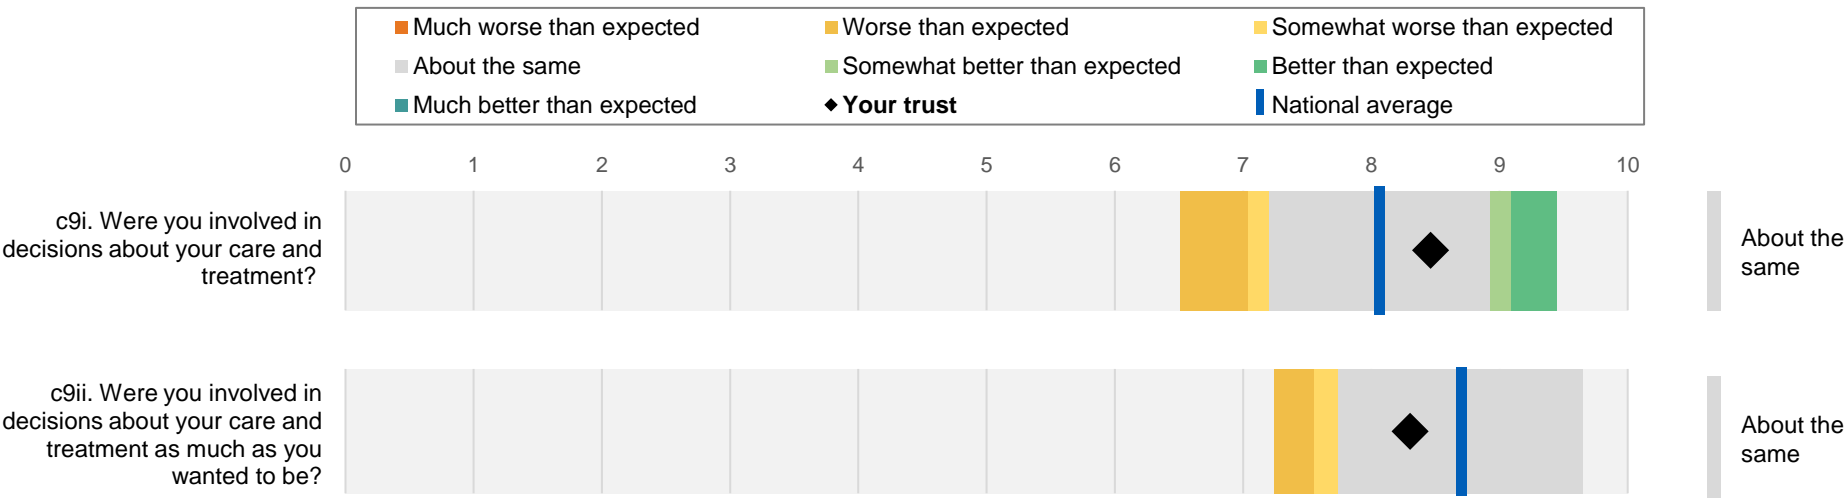 Much worse than expected
Worse than expected
Somewhat worse than expected
About the same
Somewhat better than expected
Better than expected
Much better than expected
Your trust
National average
0 1 2 3 4 5 6 7 8 9 10
c9i. Were you involved in
decisions about your care and
treatment?
About the
same
c9ii. Were you involved in
decisions about your care and
treatment as much as you
wanted to be?
About the
same